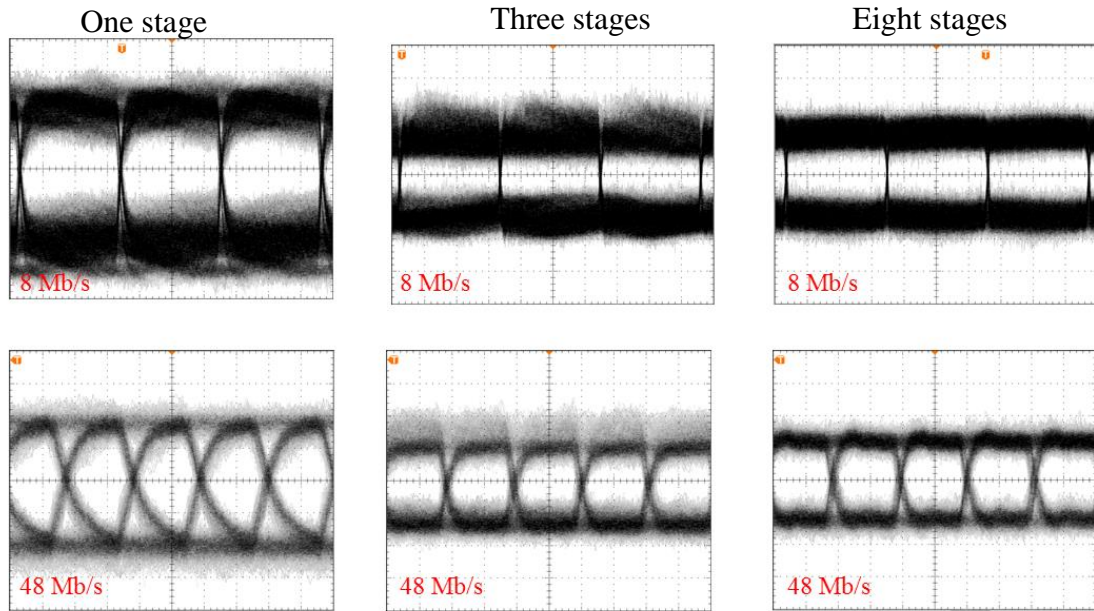 One stage
Three stages
Eight stages
T
T
T
8 Mb/s
8 Mb/s
8 Mb/s
T
T
T
48 Mb/s
48 Mb/s
48 Mb/s